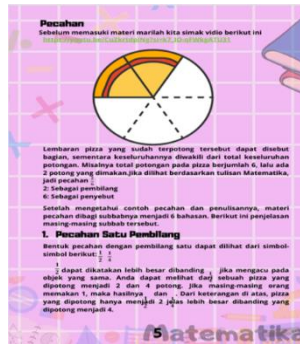 Pecahan
Sebelum memasuki materi marilah kita simak vidio berikut ini
Lembaran pizza yang sudah terpotong tersebut dapat disebut
bagian, sementara keseluruhannya diwakili dari total keseluruhan
potongan. Misalnya total potongan pada pizza berjumlah 6, lalu ada
2 potong yang dimakan.Jika dilihat berdasarkan tulisan Matematika,
jadi pecahan
2: Sebagai pembilang
6: Sebagai penyebut
Setelah mengetahui contoh pecahan dan penulisannya, materi
pecahan dibagi subbabnya menjadi 6 bahasan. Berikut ini penjelasan
masing-masing subbab tersebut.
1. Pecahan Satu Pembilang
Bentuk pecahan dengan pembilang satu dapat dilihat dari simbol-
simbol berikut:
dapat dikatakan lebih besar dibanding jika mengacu pada
objek yang sama. Anda dapat melihat dari sebuah pizza yang
dipotong menjadi 2 dan 4 potong. Jika masing-masing orang
memakan 1, maka hasilnya dan . Dari keterangan di atas, pizza
yang dipotong hanya menjadi 2 jelas lebih besar dibanding yang
dipotong menjadi 4.
5
Matematika